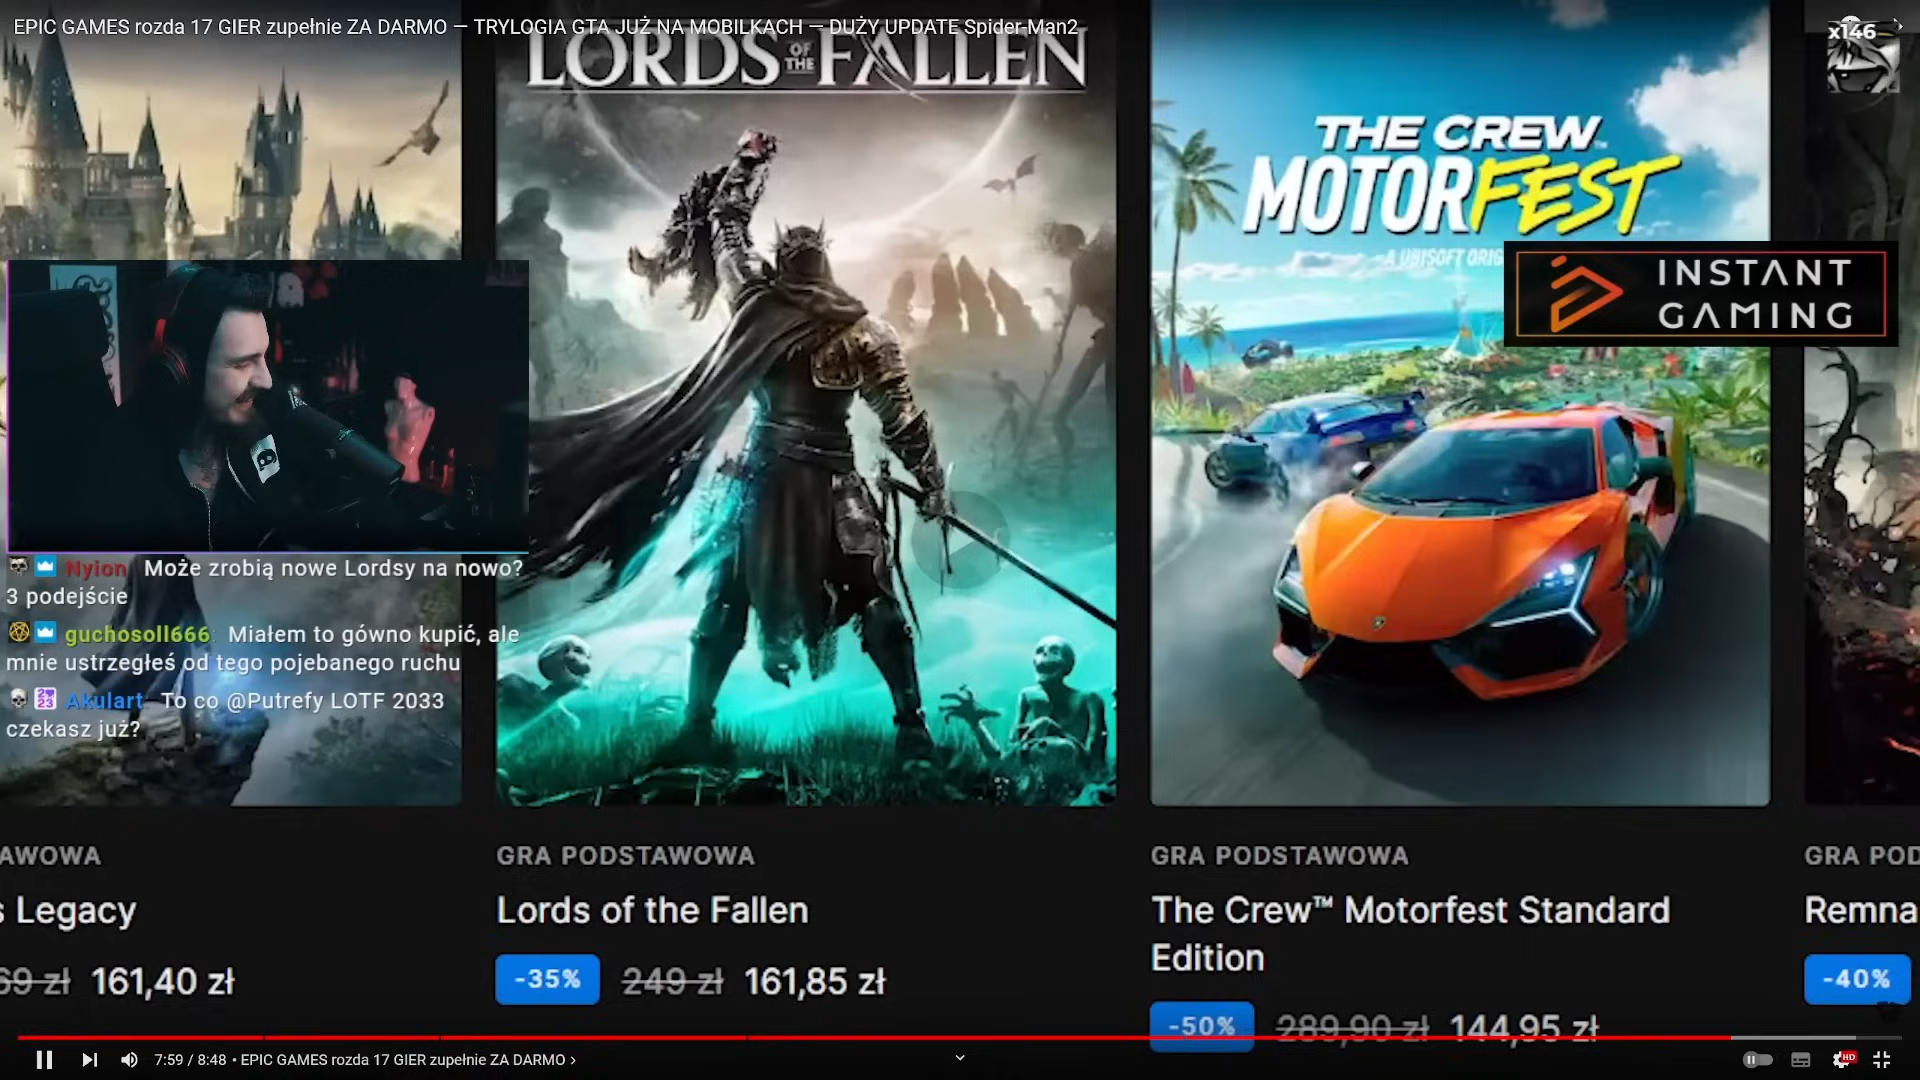 EPIC GAMES rozda 17 GIER zupełnie ZA DARMO — TRYLOGIA GTA JUŻ NA MOBILKACH — DUŻY UPDATE Spider-Man2
x146
LORDS OF THE FALLEN
THE CREW
MOTORFEST
A UBISOFT ORIG
INSTANT
GAMING
Nyion Może zrobią nowe Lordsy na nowo?
3 podejście
guchosoll666: Miałem to gówno kupić, ale
mnie ustrzegłeś od tego pojebanego ruchu
Akulart To co @Putrefy LOTF 2033
czekasz już?
AWOWA
s Legacy
69 zł 161,40 zł
GRA PODSTAWOWA
Lords of the Fallen
-35% 249 zł 161,85 zł
GRA PODSTAWOWA
The Crew™ Motorfest Standard
Edition
-50% 289,90 zł 144,95 zł
GRA POD
Remna
-40%
7:59 / 8:48 • EPIC GAMES rozda 17 GIER zupełnie ZA DARMO ›
HD